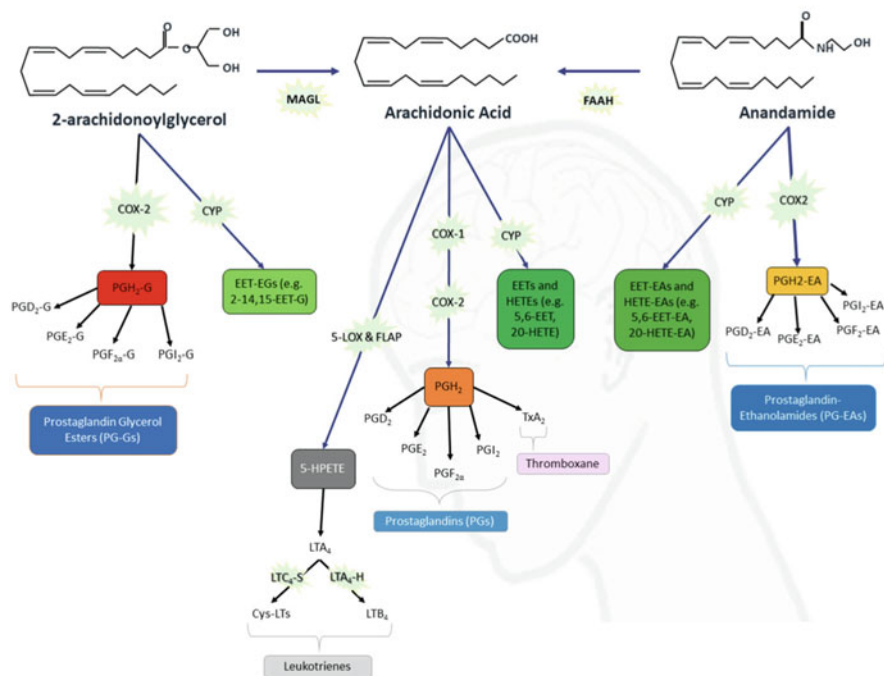 O
OH
O
OH
COOH
O
N
H
OH
MAGL
FAAH
2-arachidonoylglycerol
Arachidonic Acid
Anandamide
COX-2
CYP
COX-1
CYP
CYP
COX2
PGH₂-G
EET-EGs (e.g.
2-14,15-EET-G)
COX-2
EETs and
HETEs (e.g.
5,6-EET,
20-HETE)
EET-EAs and
HETE-EAs (e.g.
5,6-EET-EA,
20-HETE-EA)
PGH2-EA
PGD₂-G
PGE₂-G
PGF₂α-G
PGI₂-G
5-LOX & FLAP
PGI₂-EA
PGD₂-EA
PGE₂-EA
PGF₂-EA
Prostaglandin Glycerol
Esters (PG-Gs)
PGH₂
PGD₂
PGE₂
PGF₂α
PGI₂
TxA₂
Thromboxane
Prostaglandin-
Ethanolamides (PG-EAs)
5-HPETE
Prostaglandins (PGs)
LTA₄
LTC₄-S
LTA₄-H
Cys-LTs
LTB₄
Leukotrienes